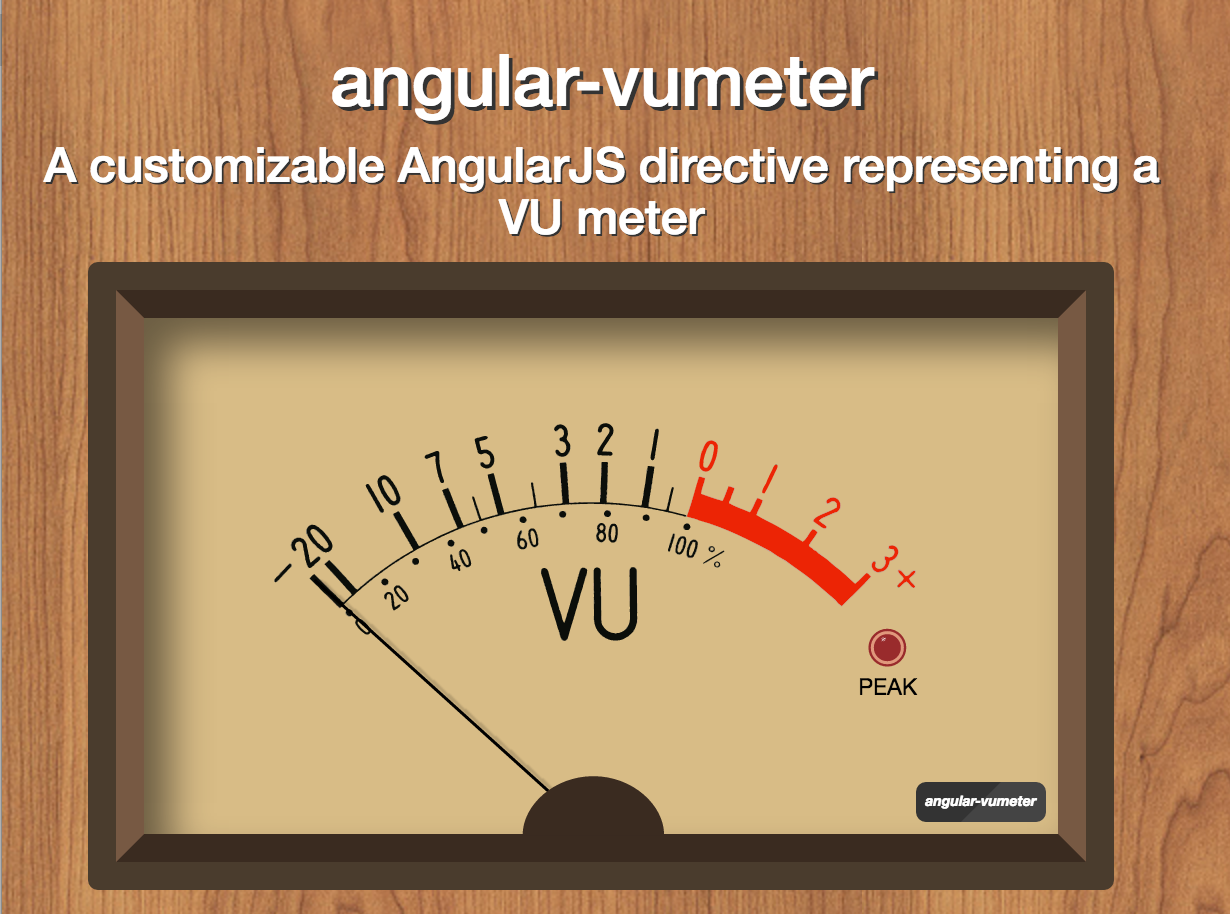 angular-vumeter
A customizable AngularJS directive representing a
VU meter
− 20 10 7 5 3 2 1 0 1 2 3 +
0 20 40 60 80 100 %
VU
PEAK
angular-vumeter